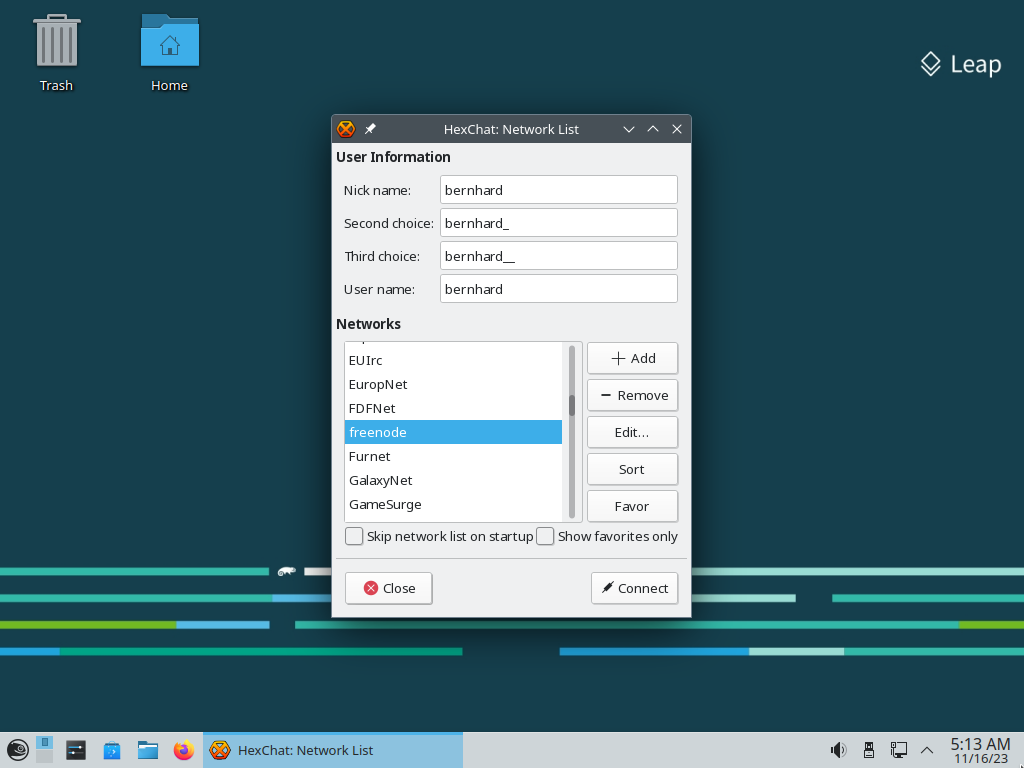 Trash
Home
Leap
HexChat: Network List
User Information
Nick name: bernhard
Second choice: bernhard_
Third choice: bernhard__
User name: bernhard
Networks
EUIrc
EuropNet
FDFNet
freenode
Furnet
GalaxyNet
GameSurge
Add
Remove
Edit...
Sort
Favor
Skip network list on startup
Show favorites only
Close
Connect
HexChat: Network List
5:13 AM
11/16/23